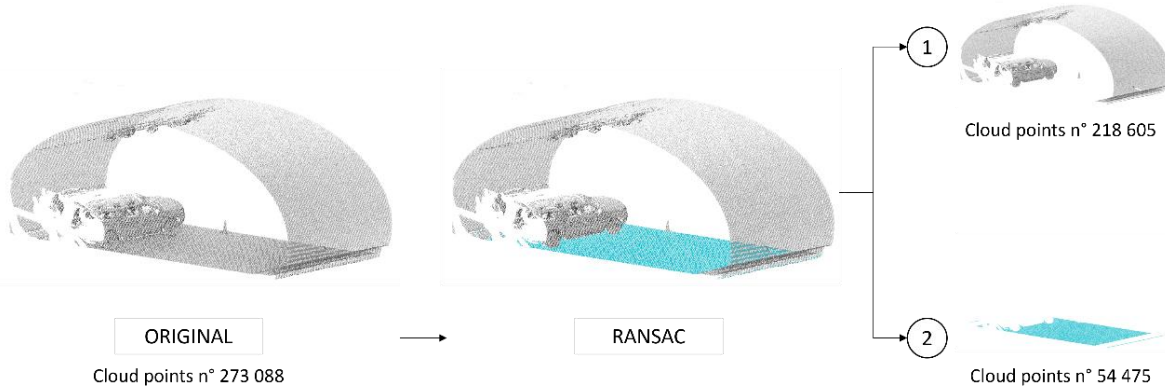 1
Cloud points n° 218 605
ORIGINAL
RANSAC
2
Cloud points n° 273 088
Cloud points n° 54 475